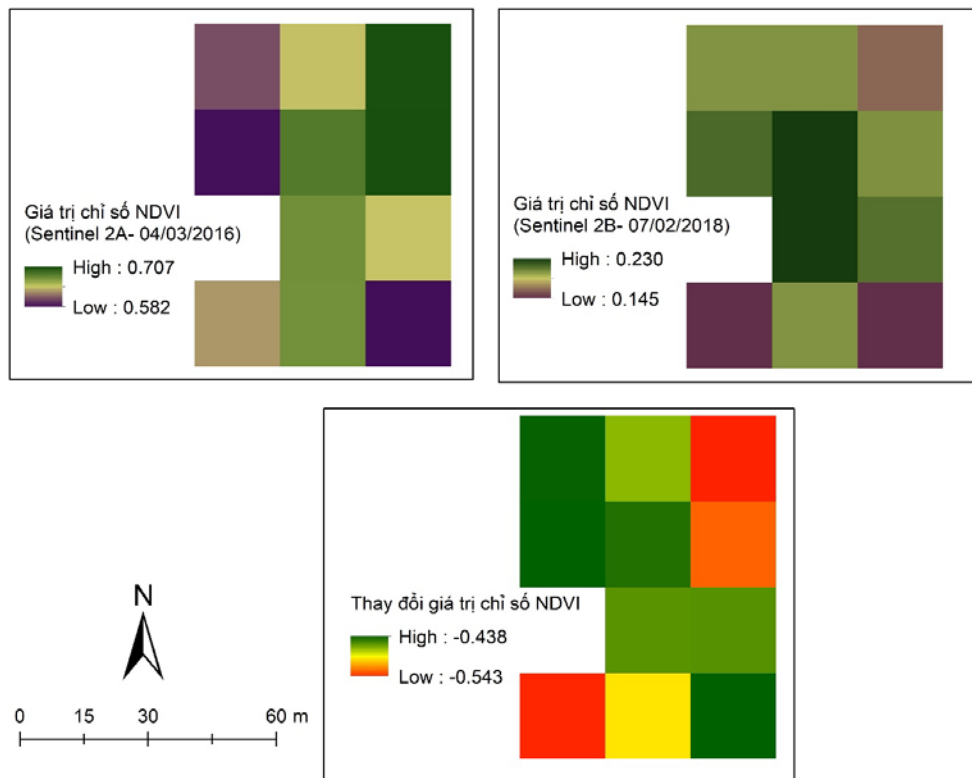 Giá trị chỉ số NDVI
(Sentinel 2A- 04/03/2016)
High : 0.707
Low : 0.582
Giá trị chỉ số NDVI
(Sentinel 2B- 07/02/2018)
High : 0.230
Low : 0.145
Thay đổi giá trị chỉ số NDVI
High : -0.438
Low : -0.543
N
0 15 30 60 m